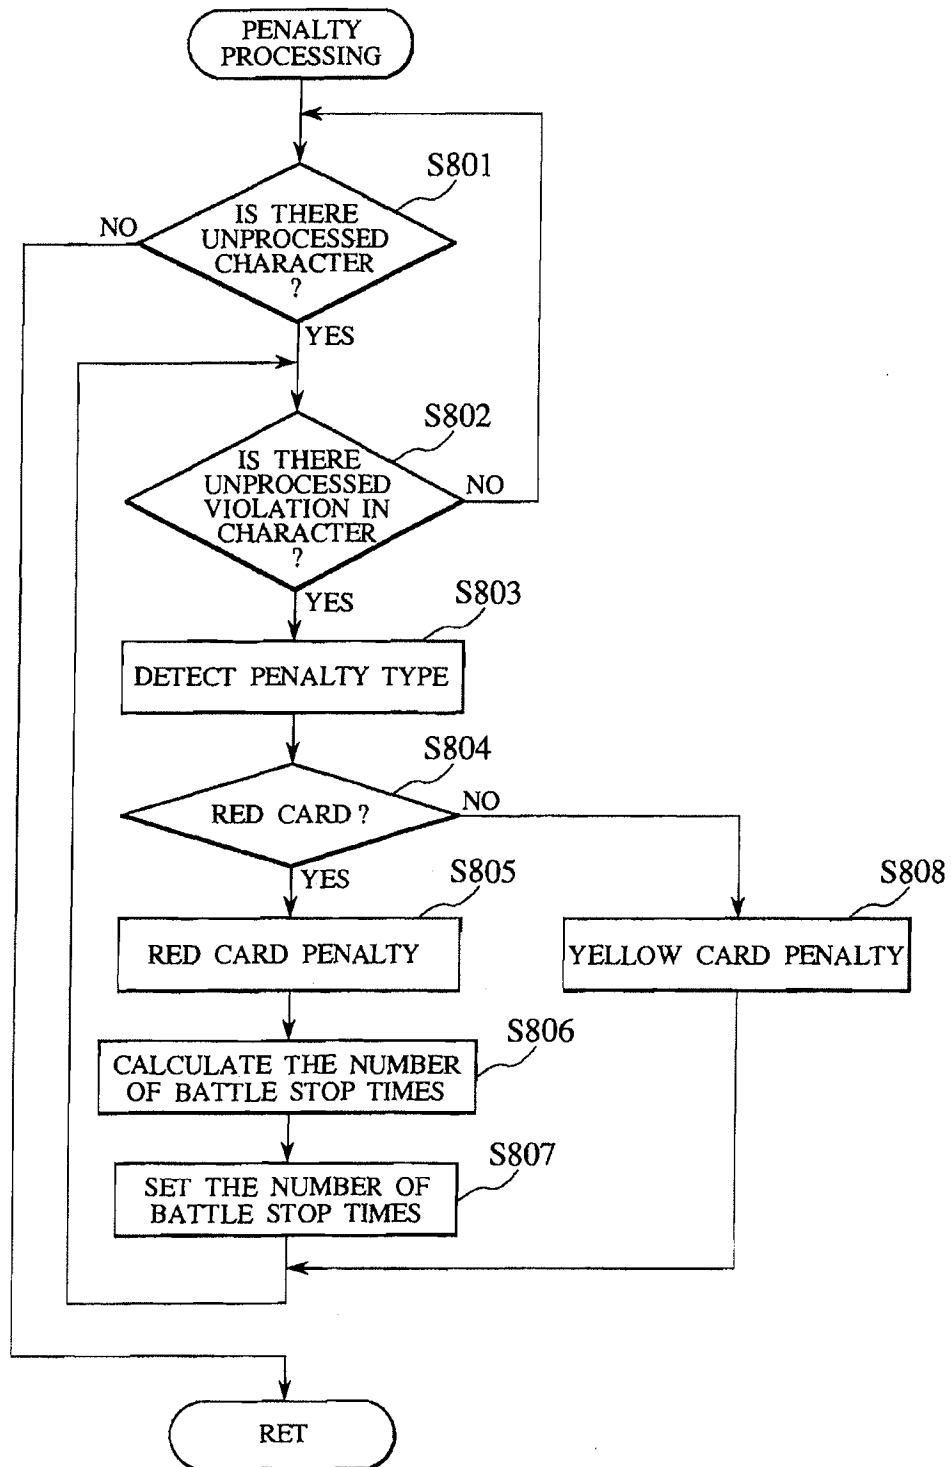 PENALTY
PROCESSING
S801
NO
IS THERE
UNPROCESSED
CHARACTER
?
YES
S802
IS THERE
UNPROCESSED
VIOLATION IN
CHARACTER
?
NO
YES
S803
DETECT PENALTY TYPE
S804
RED CARD ?
NO
YES
S805
RED CARD PENALTY
S808
YELLOW CARD PENALTY
S806
CALCULATE THE NUMBER
OF BATTLE STOP TIMES
S807
SET THE NUMBER OF
BATTLE STOP TIMES
RET